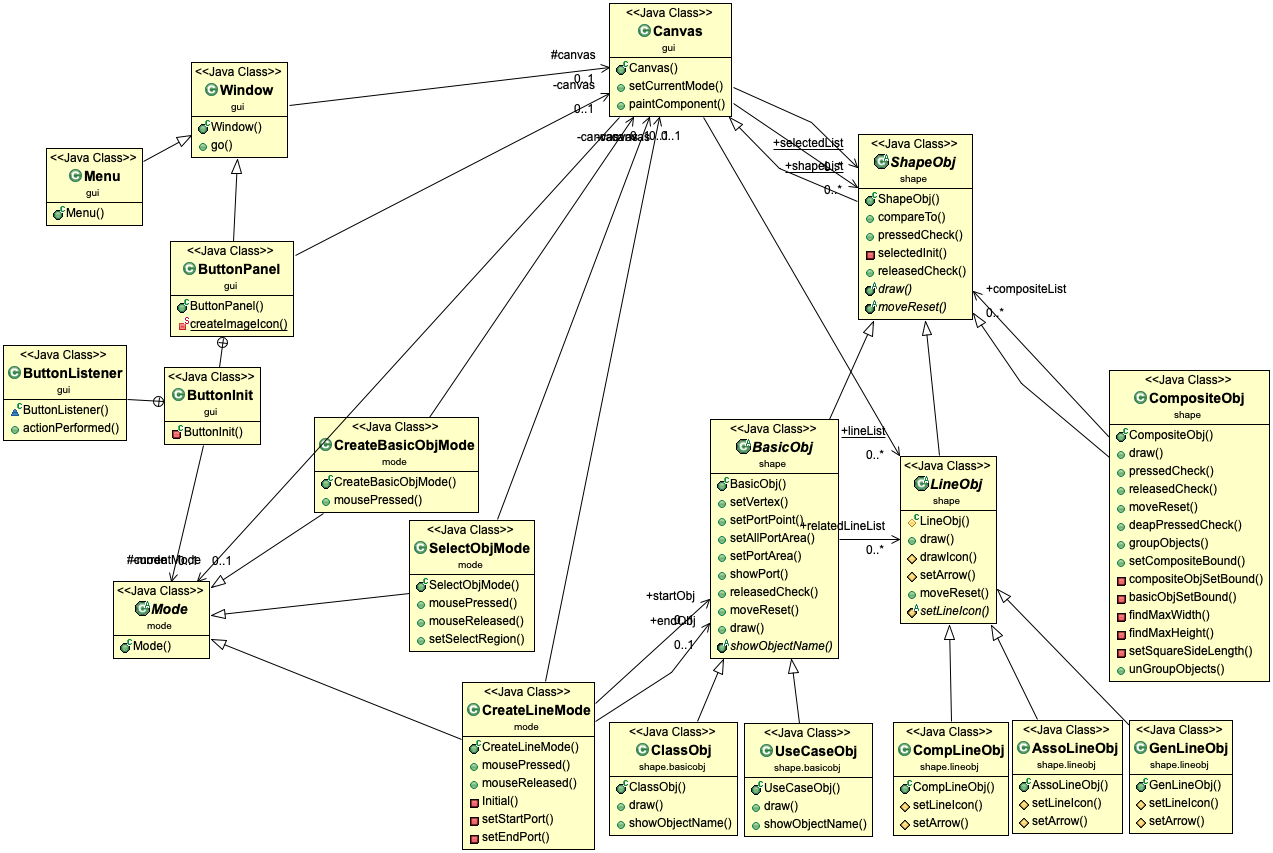 <<Java Class>>
Canvas
gui
Canvas()
setCurrentMode()
paintComponent()
<<Java Class>>
Window
gui
Window()
go()
<<Java Class>>
Menu
gui
Menu()
<<Java Class>>
ButtonPanel
gui
ButtonPanel()
createImageIcon()
<<Java Class>>
ButtonListener
gui
ButtonListener()
actionPerformed()
<<Java Class>>
ButtonInit
gui
ButtonInit()
<<Java Class>>
CreateBasicObjMode
mode
CreateBasicObjMode()
mousePressed()
<<Java Class>>
SelectObjMode
mode
SelectObjMode()
mousePressed()
mouseReleased()
setSelectRegion()
<<Java Class>>
Mode
mode
Mode()
<<Java Class>>
CreateLineMode
mode
CreateLineMode()
mousePressed()
mouseReleased()
Initial()
setStartPort()
setEndPort()
<<Java Class>>
ShapeObj
shape
ShapeObj()
compareTo()
pressedCheck()
selectedInit()
releasedCheck()
draw()
moveReset()
<<Java Class>>
BasicObj
shape
BasicObj()
setVertex()
setPortPoint()
setAllPortArea()
setPortArea()
showPort()
releasedCheck()
moveReset()
draw()
showObjectName()
<<Java Class>>
LineObj
shape
LineObj()
draw()
drawIcon()
setArrow()
moveReset()
setLineIcon()
<<Java Class>>
CompositeObj
shape
CompositeObj()
draw()
pressedCheck()
releasedCheck()
moveReset()
deapPressedCheck()
groupObjects()
setCompositeBound()
compositeObjSetBound()
basicObjSetBound()
findMaxWidth()
findMaxHeight()
setSquareSideLength()
unGroupObjects()
<<Java Class>>
ClassObj
shape.basicobj
ClassObj()
draw()
showObjectName()
<<Java Class>>
UseCaseObj
shape.basicobj
UseCaseObj()
draw()
showObjectName()
<<Java Class>>
CompLineObj
shape.lineobj
CompLineObj()
setLineIcon()
setArrow()
<<Java Class>>
AssoLineObj
shape.lineobj
AssoLineObj()
setLineIcon()
setArrow()
<<Java Class>>
GenLineObj
shape.lineobj
GenLineObj()
setLineIcon()
setArrow()
#canvas
0..1
-canvas
0..1
+selectedList
+shapeList
0..*
+compositeList
0..*
+lineList
0..*
+relatedLineList
0..*
+startObj
+endObj
0..1
0..1